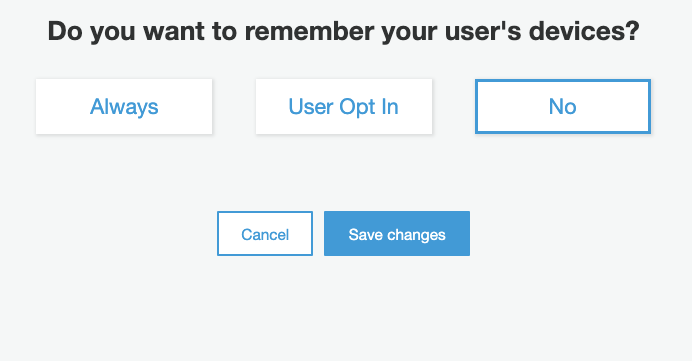 Do you want to remember your user's devices?
Always
User Opt In
No
Cancel
Save changes